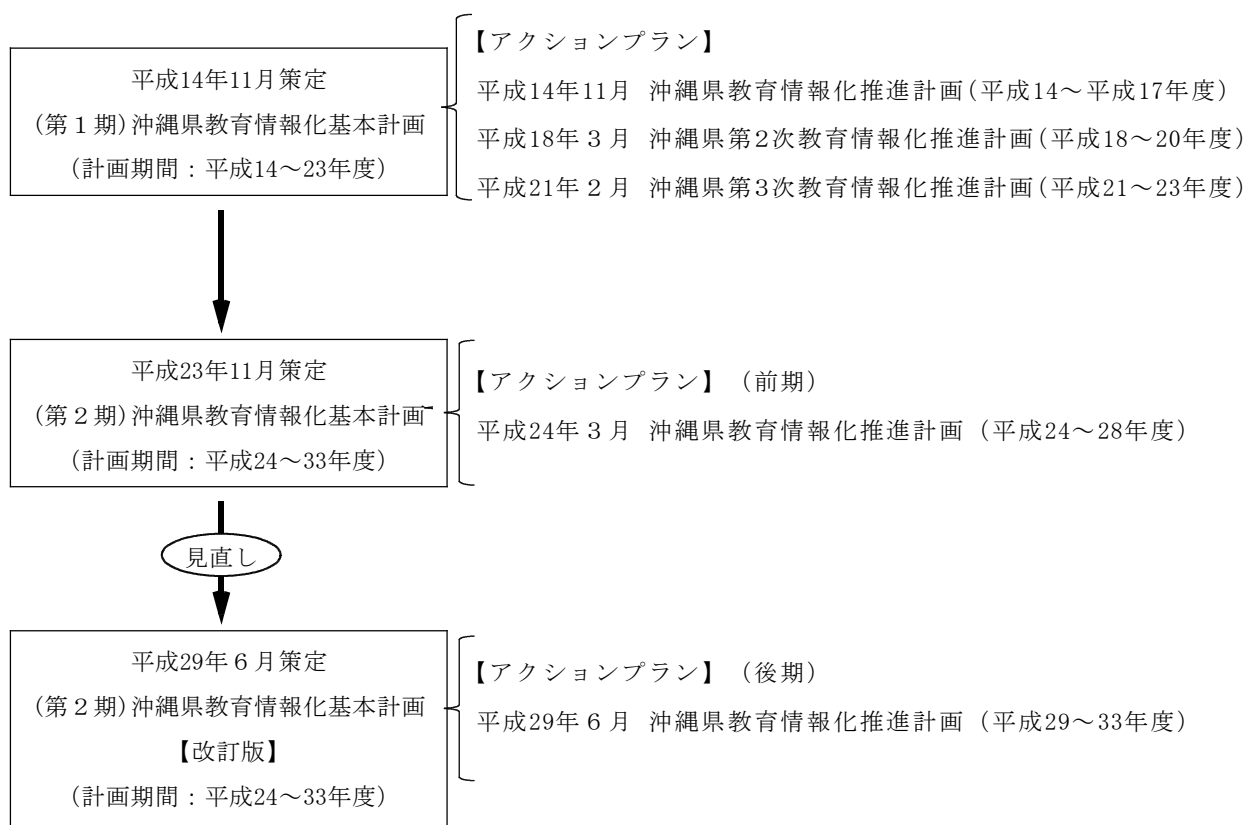 平成14年11月策定
(第１期)沖縄県教育情報化基本計画
(計画期間：平成14～23年度)
【アクションプラン】
平成14年11月 沖縄県教育情報化推進計画(平成14～平成17年度)
平成18年３月 沖縄県第2次教育情報化推進計画(平成18～20年度)
平成21年２月 沖縄県第3次教育情報化推進計画(平成21～23年度)
平成23年11月策定
(第２期)沖縄県教育情報化基本計画
(計画期間：平成24～33年度)
【アクションプラン】（前期）
平成24年３月 沖縄県教育情報化推進計画（平成24～28年度）
見直し
平成29年６月策定
(第２期)沖縄県教育情報化基本計画
【改訂版】
(計画期間：平成24～33年度)
【アクションプラン】（後期）
平成29年６月 沖縄県教育情報化推進計画（平成29～33年度）